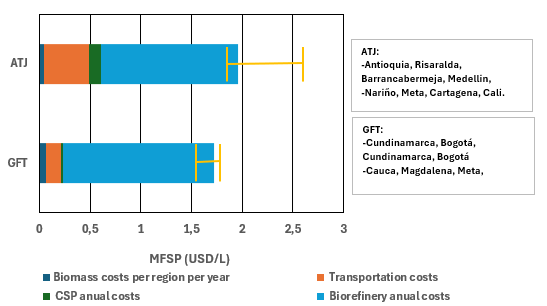 ATJ
GFT
0 0,5 1 1,5 2 2,5 3
MFSP (USD/L)
Biomass costs per region per year
Transportation costs
CSP anual costs
Biorefinery anual costs
ATJ:
-Antioquia, Risaralda,
Barrancabermeja, Medellín,
-Nariño, Meta, Cartagena, Cali.
GFT:
-Cundinamarca, Bogotá,
Cundinamarca, Bogotá
-Cauca, Magdalena, Meta,